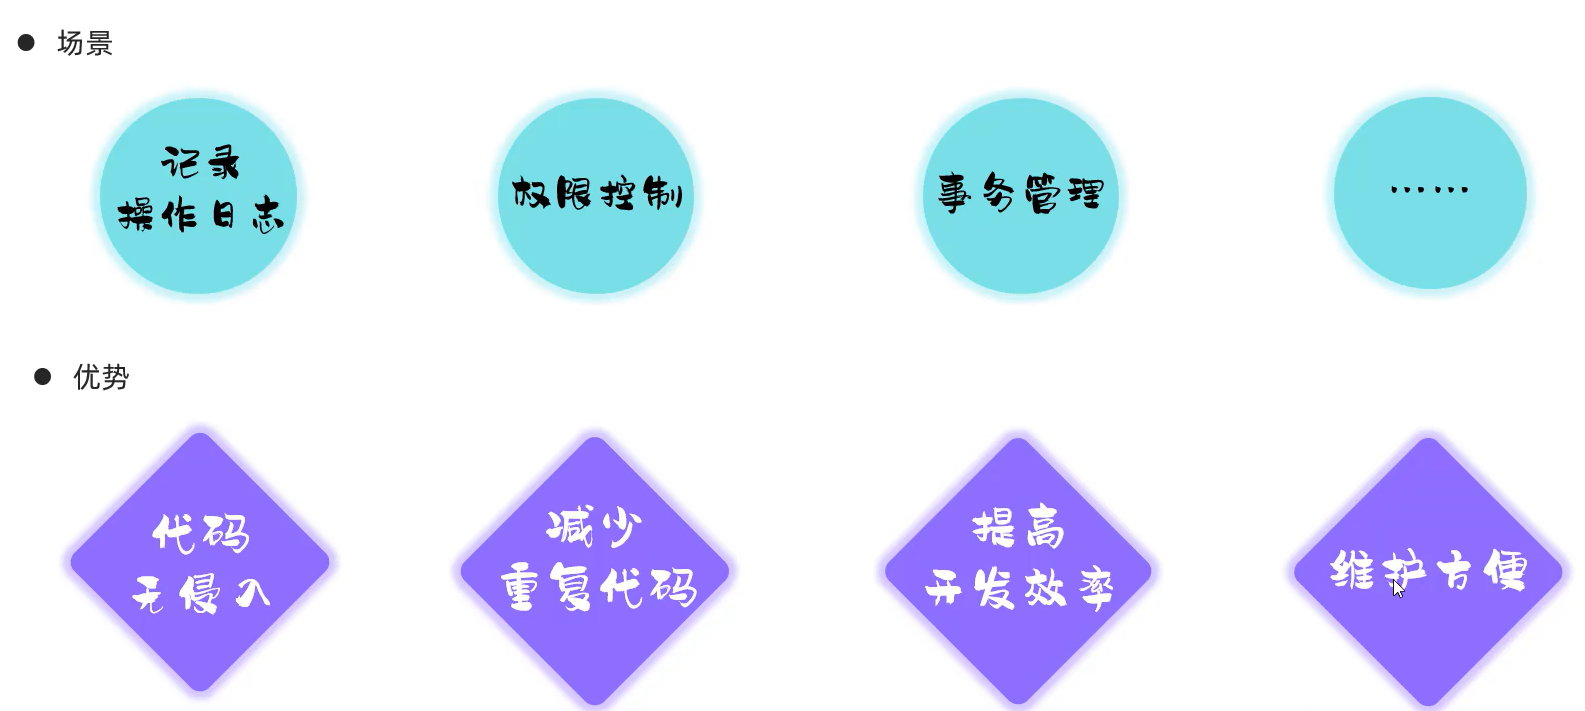 场景
记录
操作日志
权限控制
事务管理
……
优势
代码
无侵入
减少
重复代码
提高
开发效率
维护方便